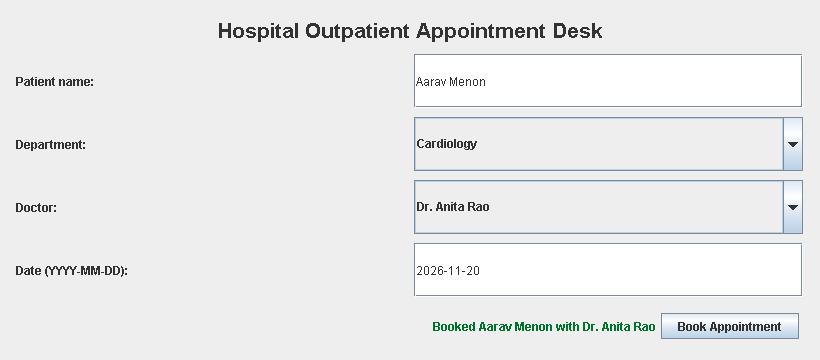 Hospital Outpatient Appointment Desk
Patient name:
Aarav Menon
Department:
Cardiology
Doctor:
Dr. Anita Rao
Date (YYYY-MM-DD):
2026-11-20
Booked Aarav Menon with Dr. Anita Rao
Book Appointment